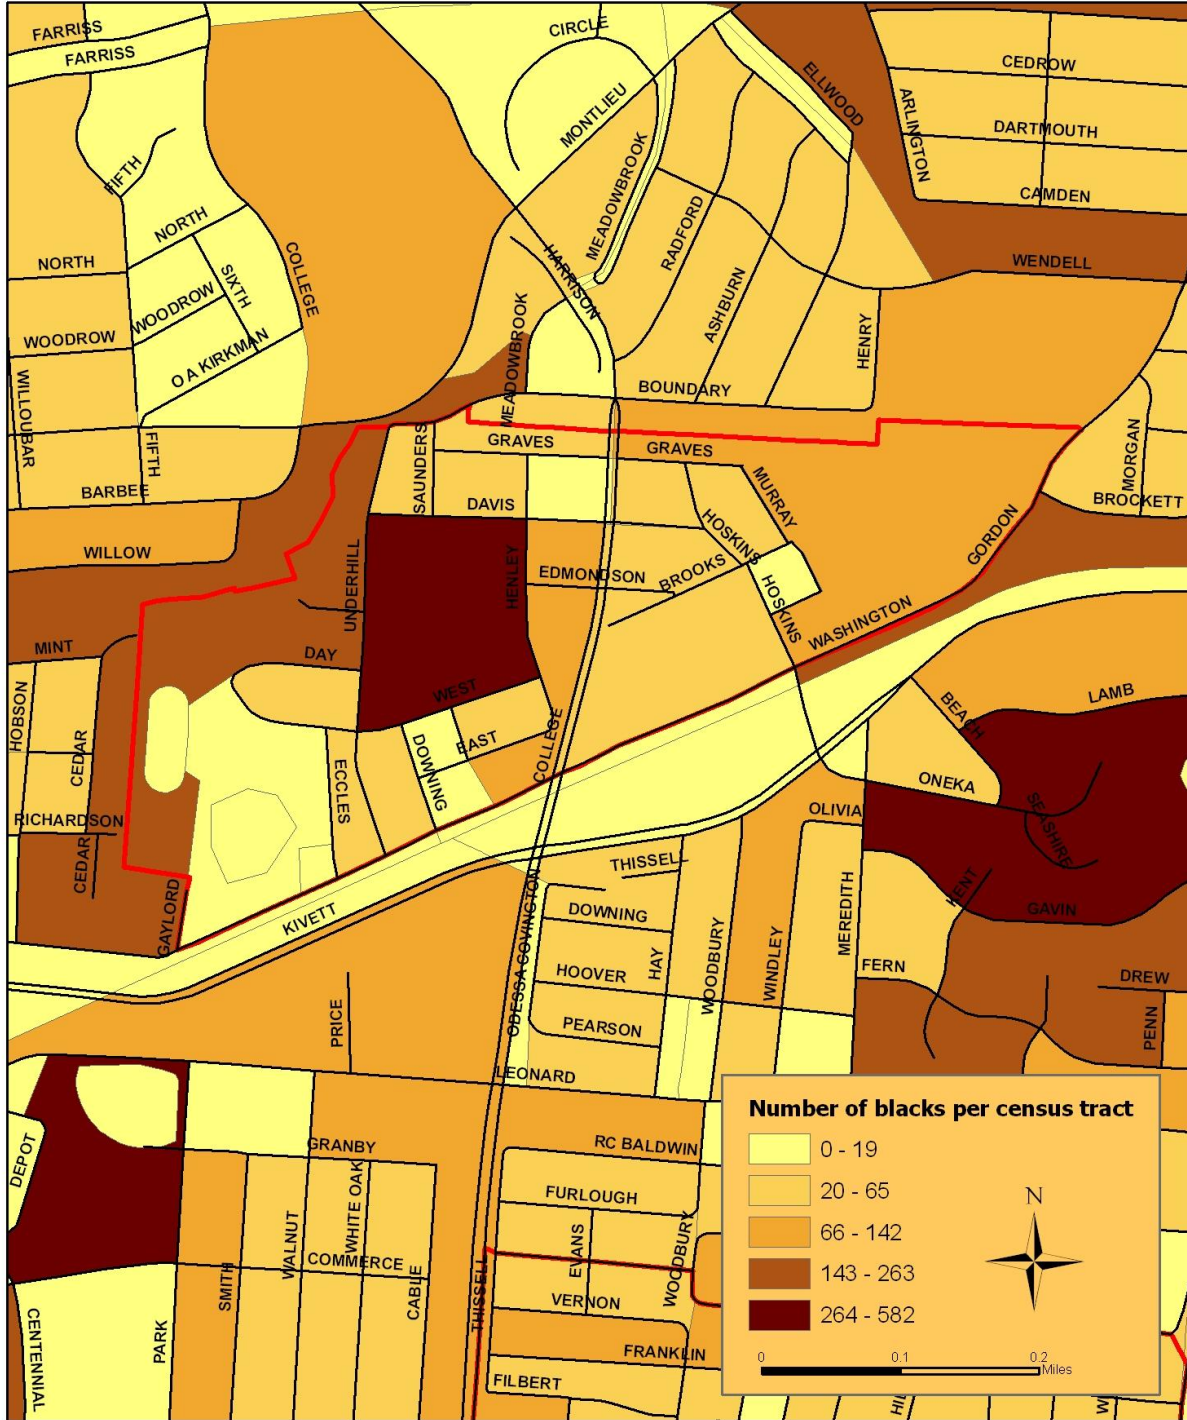 FARRISS
FARRISS
CIRCLE
MONTLIEU
ELLWOOD
CEDROW
ARLINGTON
DARTMOUTH
CAMDEN
FIFTH
NORTH
MEADOWBROOK
RADFORD
NORTH
SIXTH
COLLEGE
HARRISON
WENDELL
WOODROW
ASHBURN
HENRY
WOODROW
O A KIRKMAN
MEADOWBROOK
WILLOUBAR
BOUNDARY
FIFTH
SAUNDERS
GRAVES
GRAVES
MORGAN
BARBEE
DAVIS
MURRAY
BROCKETT
HOSKINS
GORDON
WILLOW
UNDERHILL
HENLEY
EDMONDSON
BROOKS
HOSKINS
WASHINGTON
MINT
DAY
WEST
LAMB
HOBSON
CEDAR
BEACH
DOWNING
EAST
COLLEGE
ECCLES
ONEKA
RICHARDSON
OLIVIA
SEASHIRE
CEDAR
THISSELL
KENT
GAYLORD
KIVETT
ODESSA COVINGTON
DOWNING
GAVIN
HAY
WOODBURY
WINDLEY
MEREDITH
HOOVER
FERN
DREW
PRICE
PEARSON
PENN
LEONARD
Number of blacks per census tract
0 - 19
20 - 65
66 - 142
143 - 263
264 - 582
N
0 0.1 0.2
Miles
DEPOT
GRANBY
RC BALDWIN
WHITE OAK
FURLOUGH
WALNUT
EVANS
WOODBURY
COMMERCE
SMITH
CABLE
THISSELL
VERNON
CENTENNIAL
PARK
FRANKLIN
FILBERT